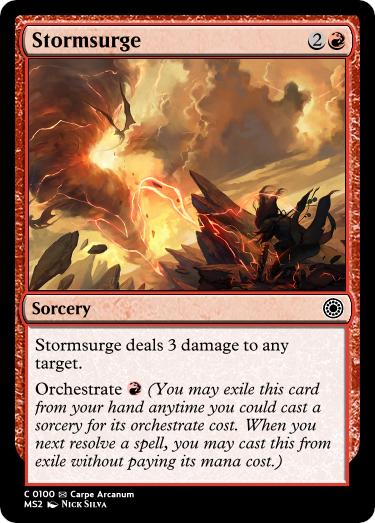 Stormsurge 2
Sorcery
Stormsurge deals 3 damage to any
target.
Orchestrate (You may exile this card
from your hand anytime you could cast a
sorcery for its orchestrate cost. When you
next resolve a spell, you may cast this from
exile without paying its mana cost.)
C 0100 Carpe Arcanum
MS2 Nick Silva